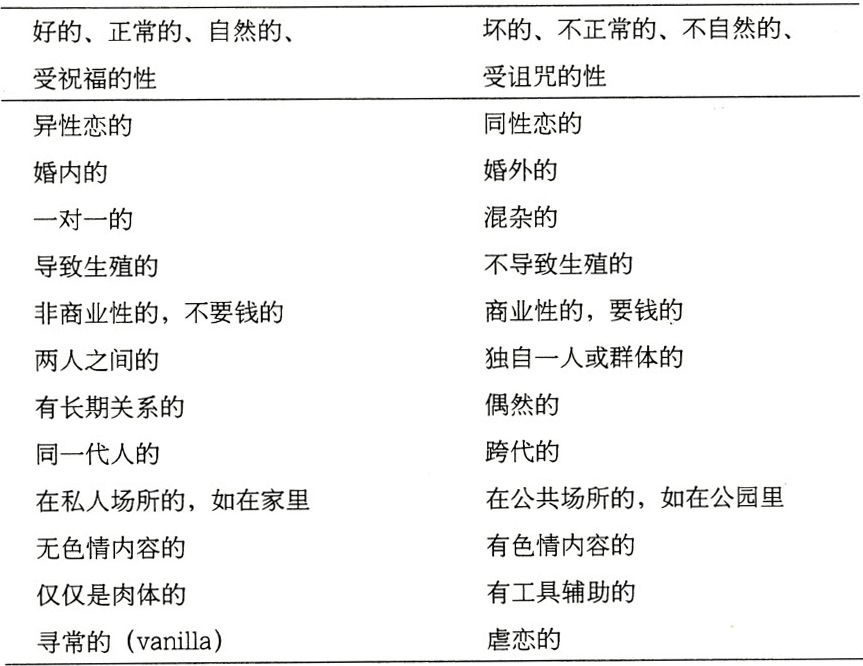 好的、正常的、自然的、 坏的、不正常的、不自然的、
受祝福的性 受诅咒的性
异性恋的 同性恋的
婚内的 婚外的
一对一的 混杂的
导致生殖的 不导致生殖的
非商业性的，不要钱的 商业性的，要钱的
两人之间的 独自一人或群体的
有长期关系的 偶然的
同一代人的 跨代的
在私人场所的，如在家里 在公共场所的，如在公园里
无色情内容的 有色情内容的
仅仅是肉体的 有工具辅助的
寻常的（vanilla） 虐恋的